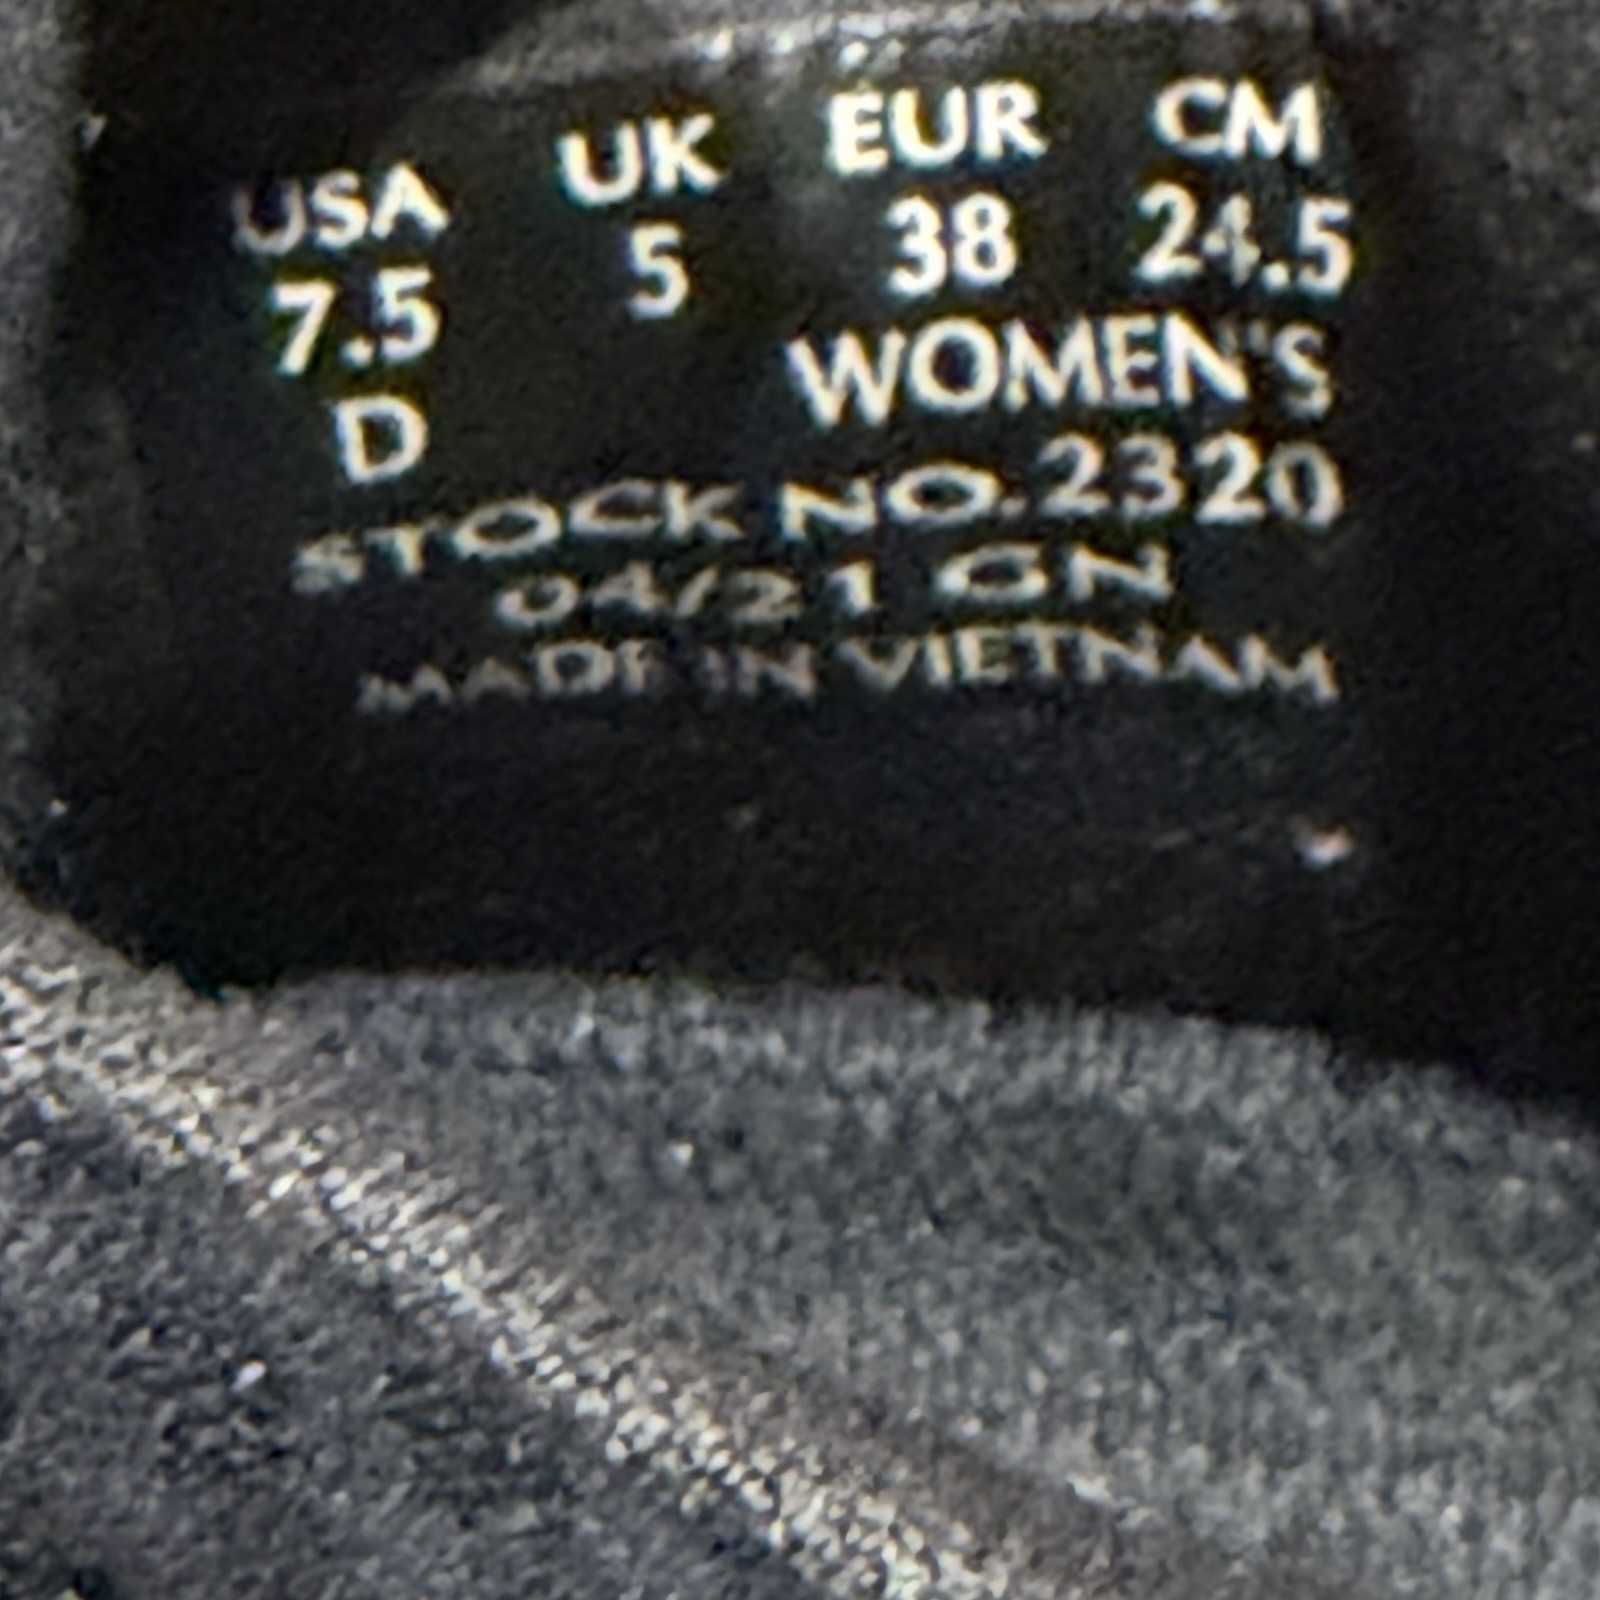 USA UK EUR CM
7.5 5 38 24.5
D WOMEN'S
STOCK NO. 2320
04/21 GN
MADE IN VIETNAM